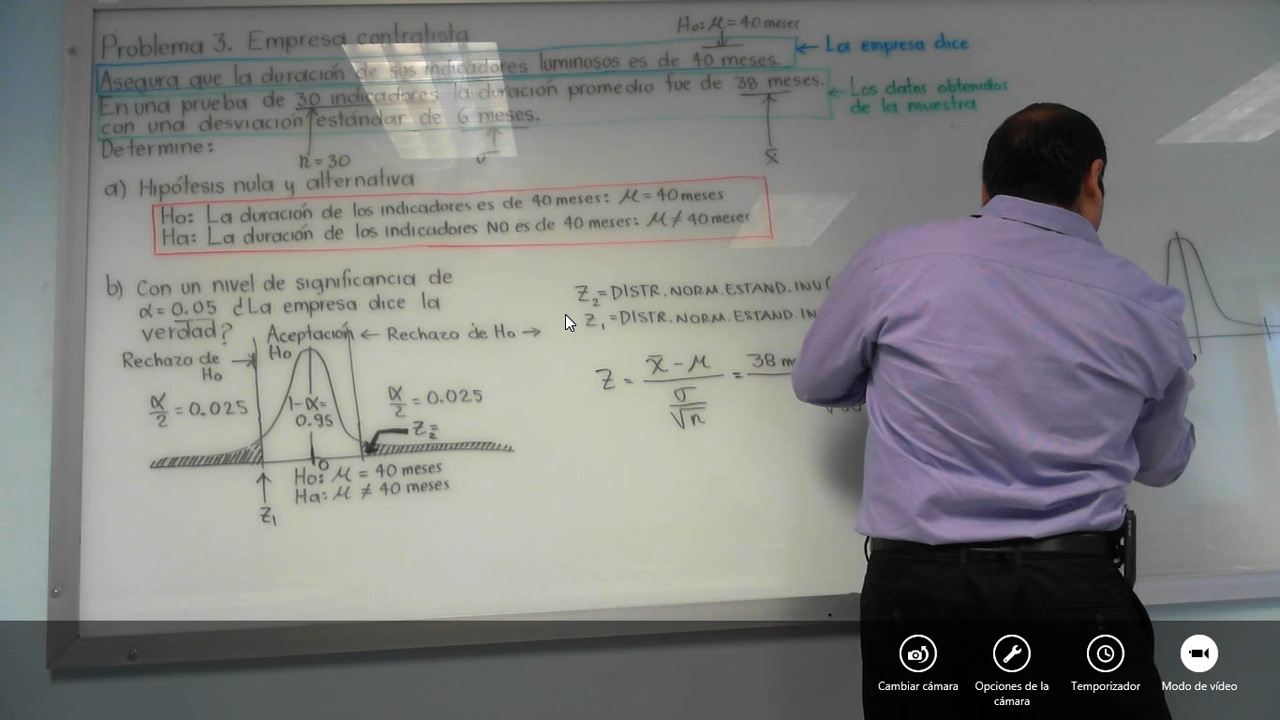 Problema 3. Empresa contratista
Ho: μ = 40 meses
Asegura que la duración de sus indicadores luminosos es de 40 meses.
← La empresa dice
En una prueba de 30 indicadores la duración promedio fue de 38 meses.
con una desviación estándar de 6 meses.
← Los datos obtenidos
de la muestra
Determine:
n = 30
σ
x̄
a) Hipótesis nula y alternativa
Ho: La duración de los indicadores es de 40 meses: μ = 40 meses
Ha: La duración de los indicadores NO es de 40 meses: μ ≠ 40 meses
b) Con un nivel de significancia de
α = 0.05 ¿La empresa dice la
verdad?
Rechazo de
Ho
Aceptación
Ho
← Rechazo de Ho →
α/2 = 0.025
1-α=
0.95
α/2 = 0.025
Z₂=
0
Ho: μ = 40 meses
Ha: μ ≠ 40 meses
Z₁
Z₂=DISTR.NORM.ESTAND.INV(
Z₁=DISTR.NORM.ESTAND.IN
Z = (x̄ - μ)/(σ/√n) = 38 m
Cambiar cámara
Opciones de la
cámara
Temporizador
Modo de vídeo